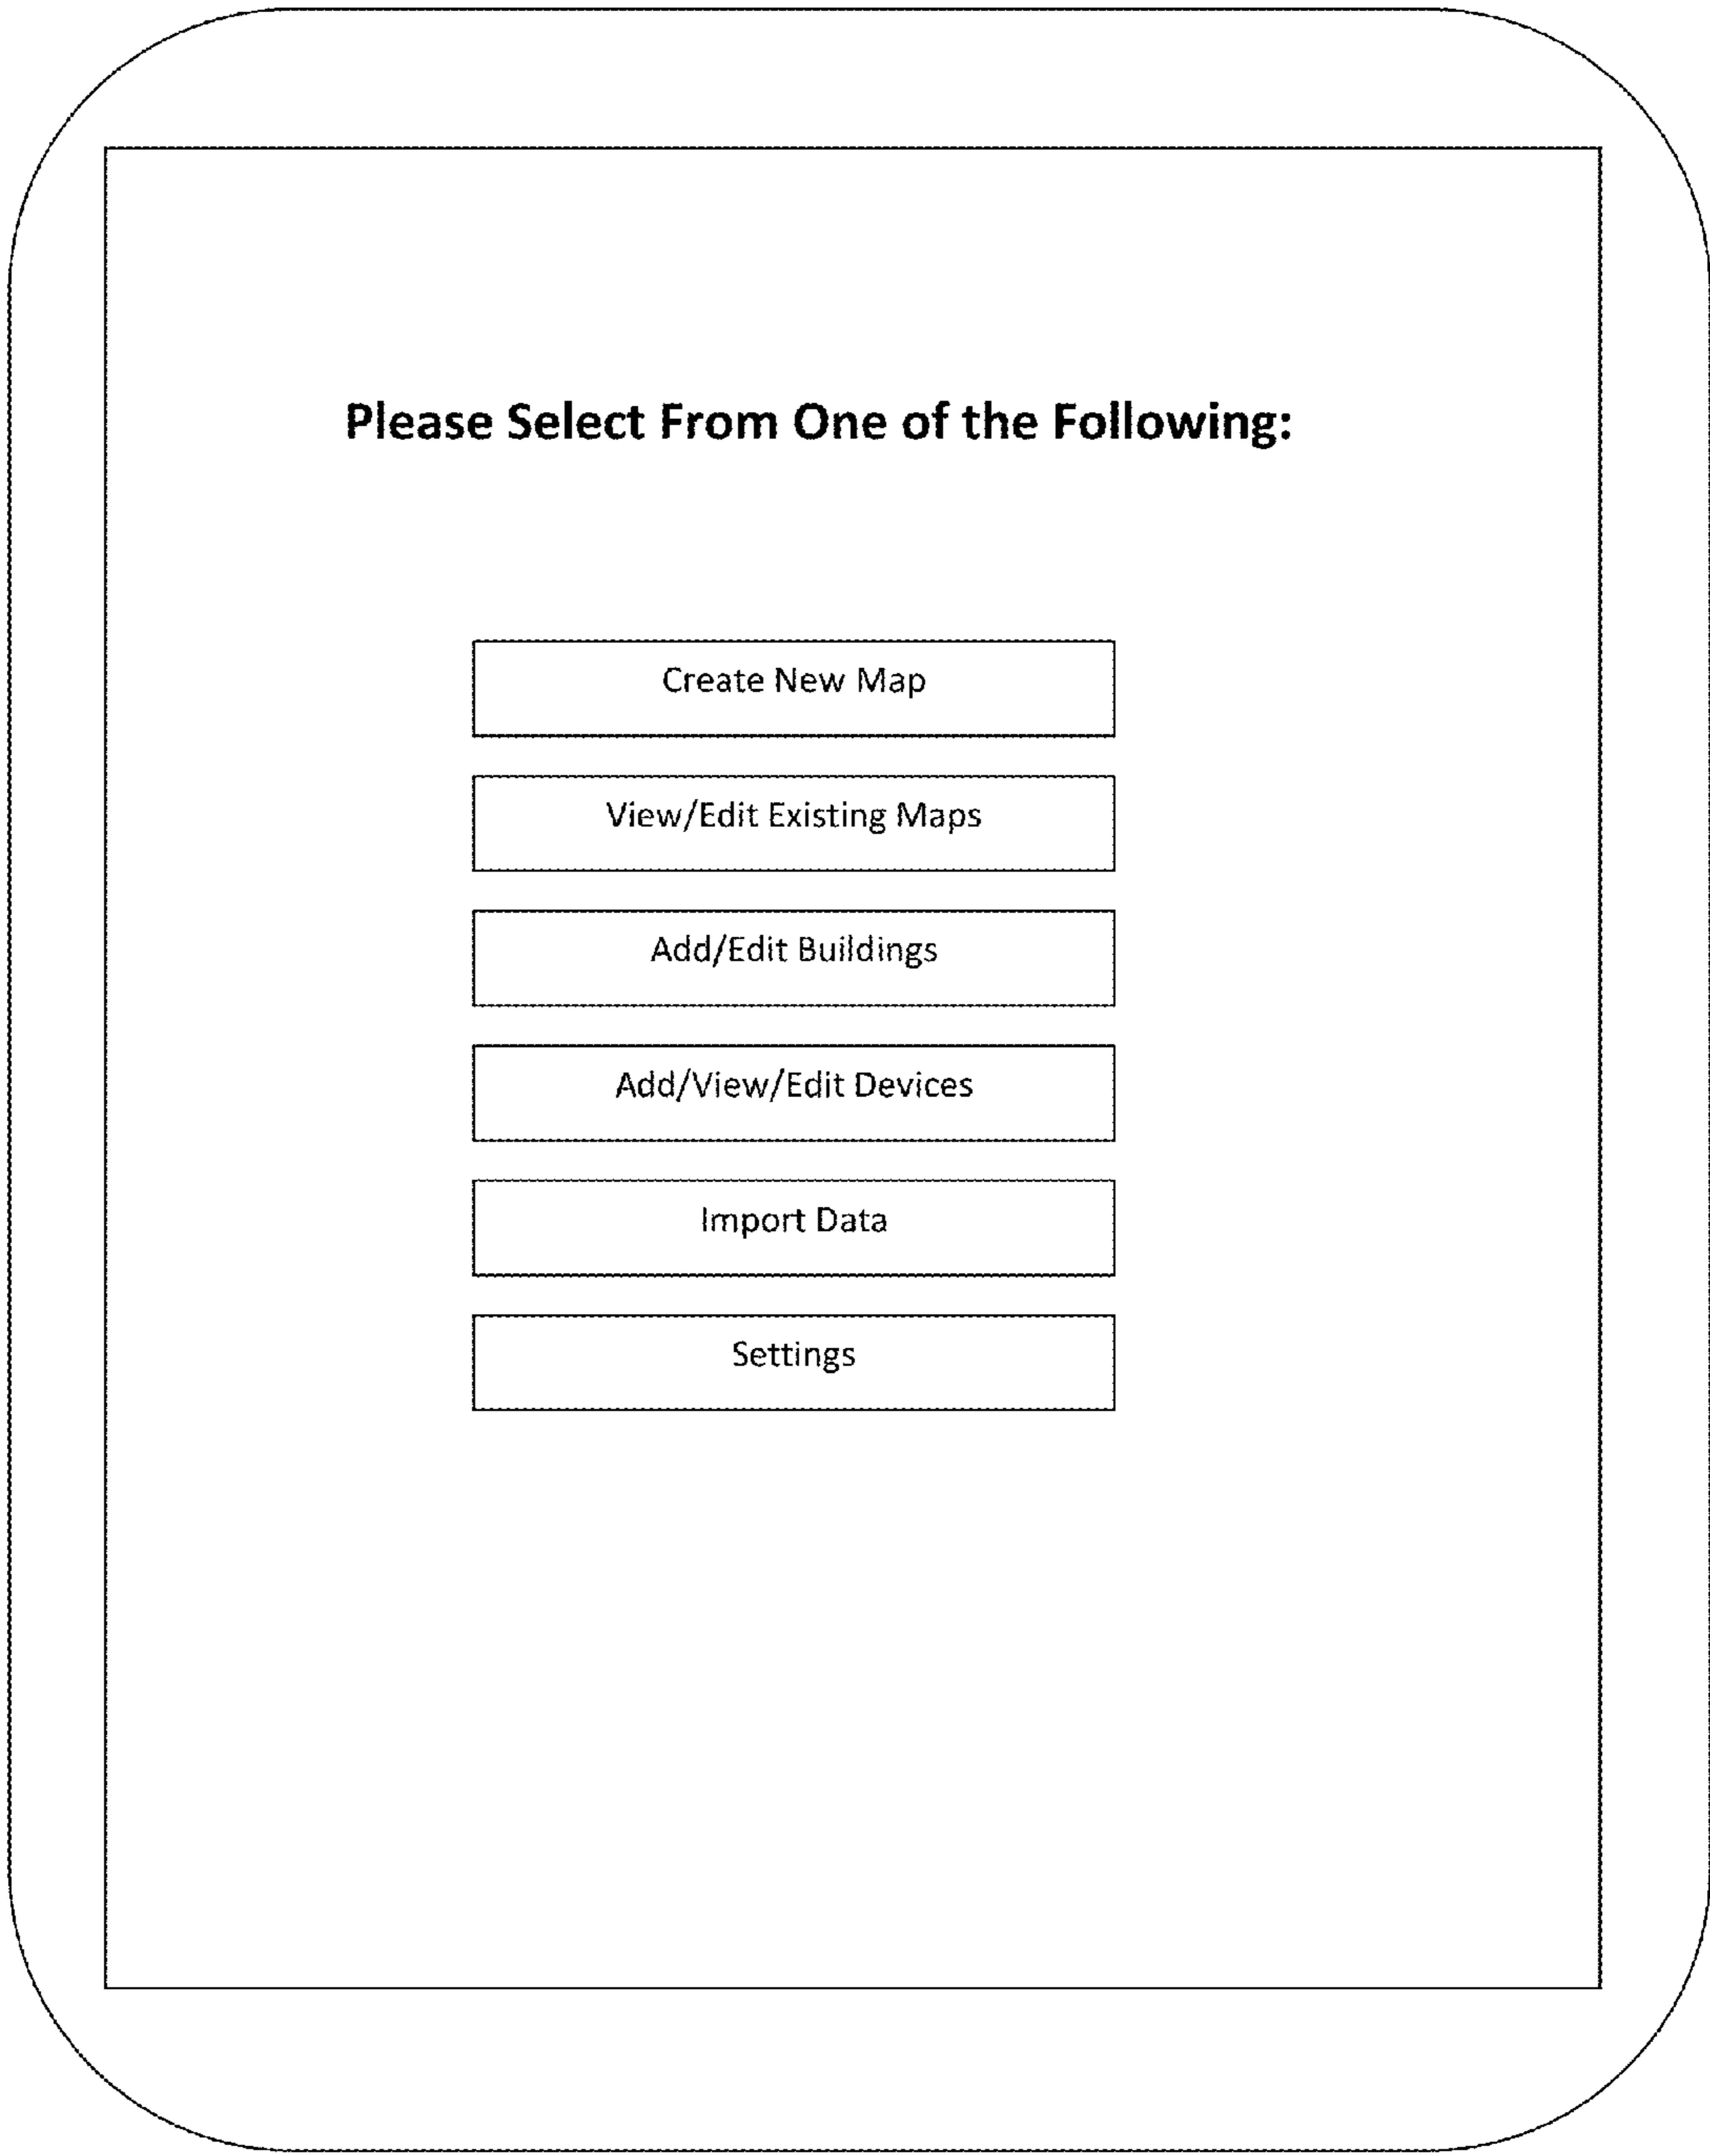 Please Select From One of the Following:
Create New Map
View/Edit Existing Maps
Add/Edit Buildings
Add/View/Edit Devices
Import Data
Settings